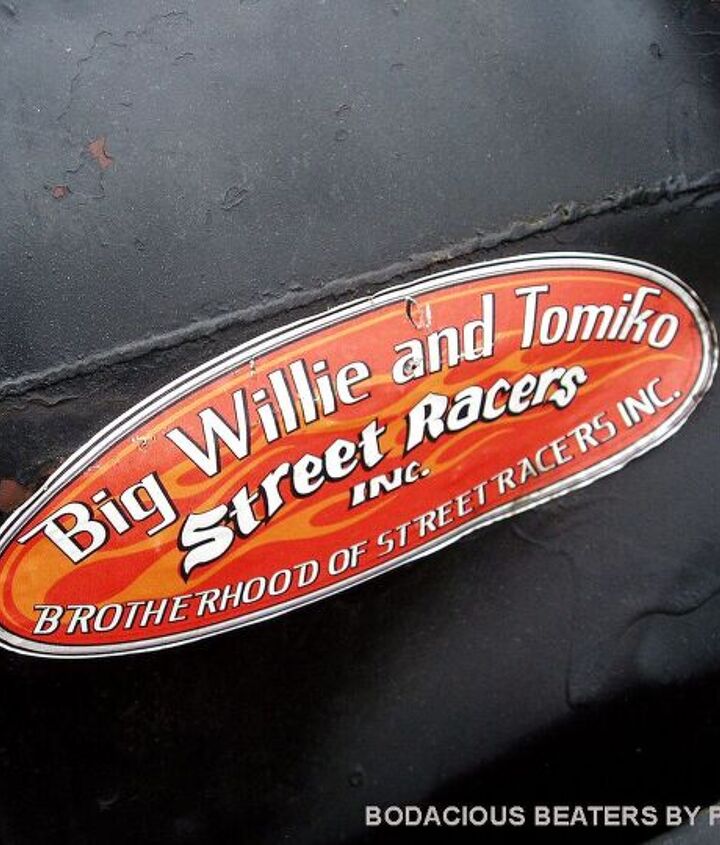 Big Willie and Tomiko
Street Racers
INC.
BROTHERHOOD OF STREETRACERS INC.
BODACIOUS BEATERS BY